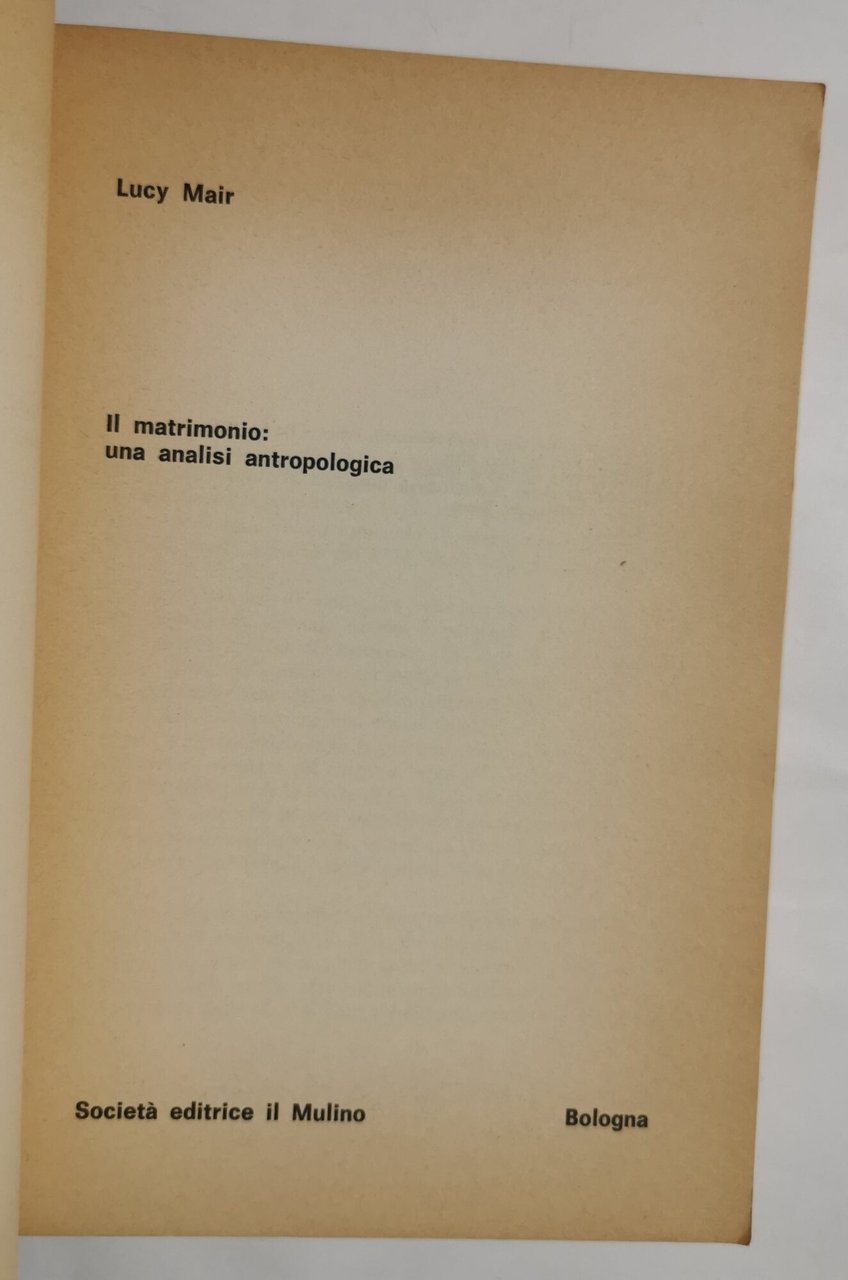 Lucy Mair
Il matrimonio:
una analisi antropologica
Società editrice il Mulino Bologna